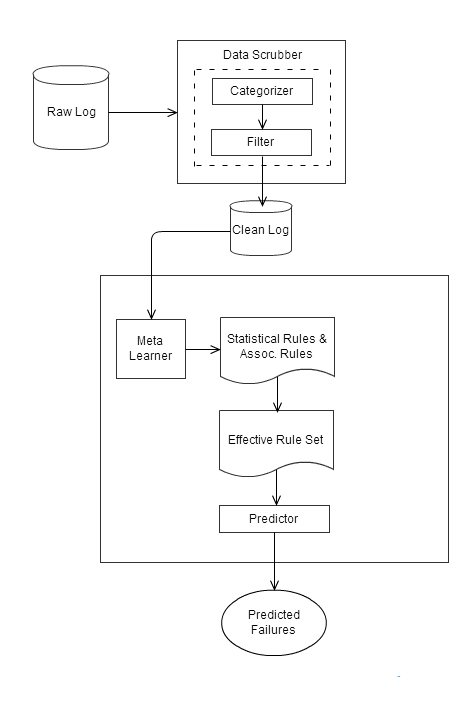 Data Scrubber
Raw Log
Categorizer
Filter
Clean Log
Meta
Learner
Statistical Rules &
Assoc. Rules
Effective Rule Set
Predictor
Predicted
Failures